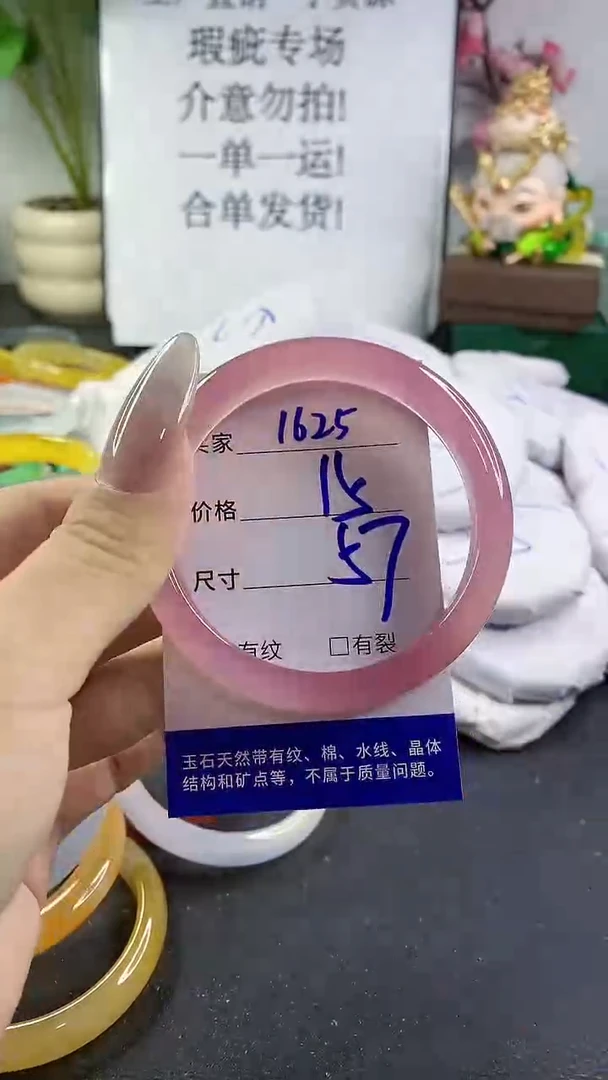 瑕疵专场
介意勿拍!
一单一运!
合单发货!
家 1625
价格
尺寸 57
有纹 □有裂
玉石天然带有纹、棉、水线、晶体
结构和矿点等，不属于质量问题。